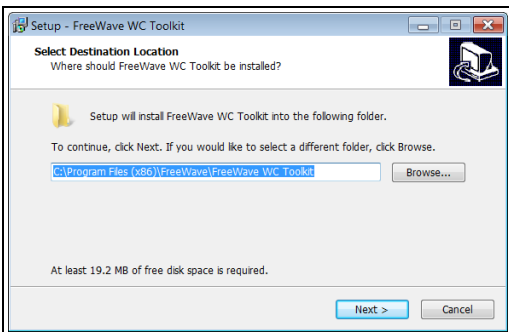 Setup - FreeWave WC Toolkit
Select Destination Location
Where should FreeWave WC Toolkit be installed?
Setup will install FreeWave WC Toolkit into the following folder.
To continue, click Next. If you would like to select a different folder, click Browse.
C:\Program Files (x86)\FreeWave\FreeWave WC Toolkit
Browse...
At least 19.2 MB of free disk space is required.
Next >
Cancel